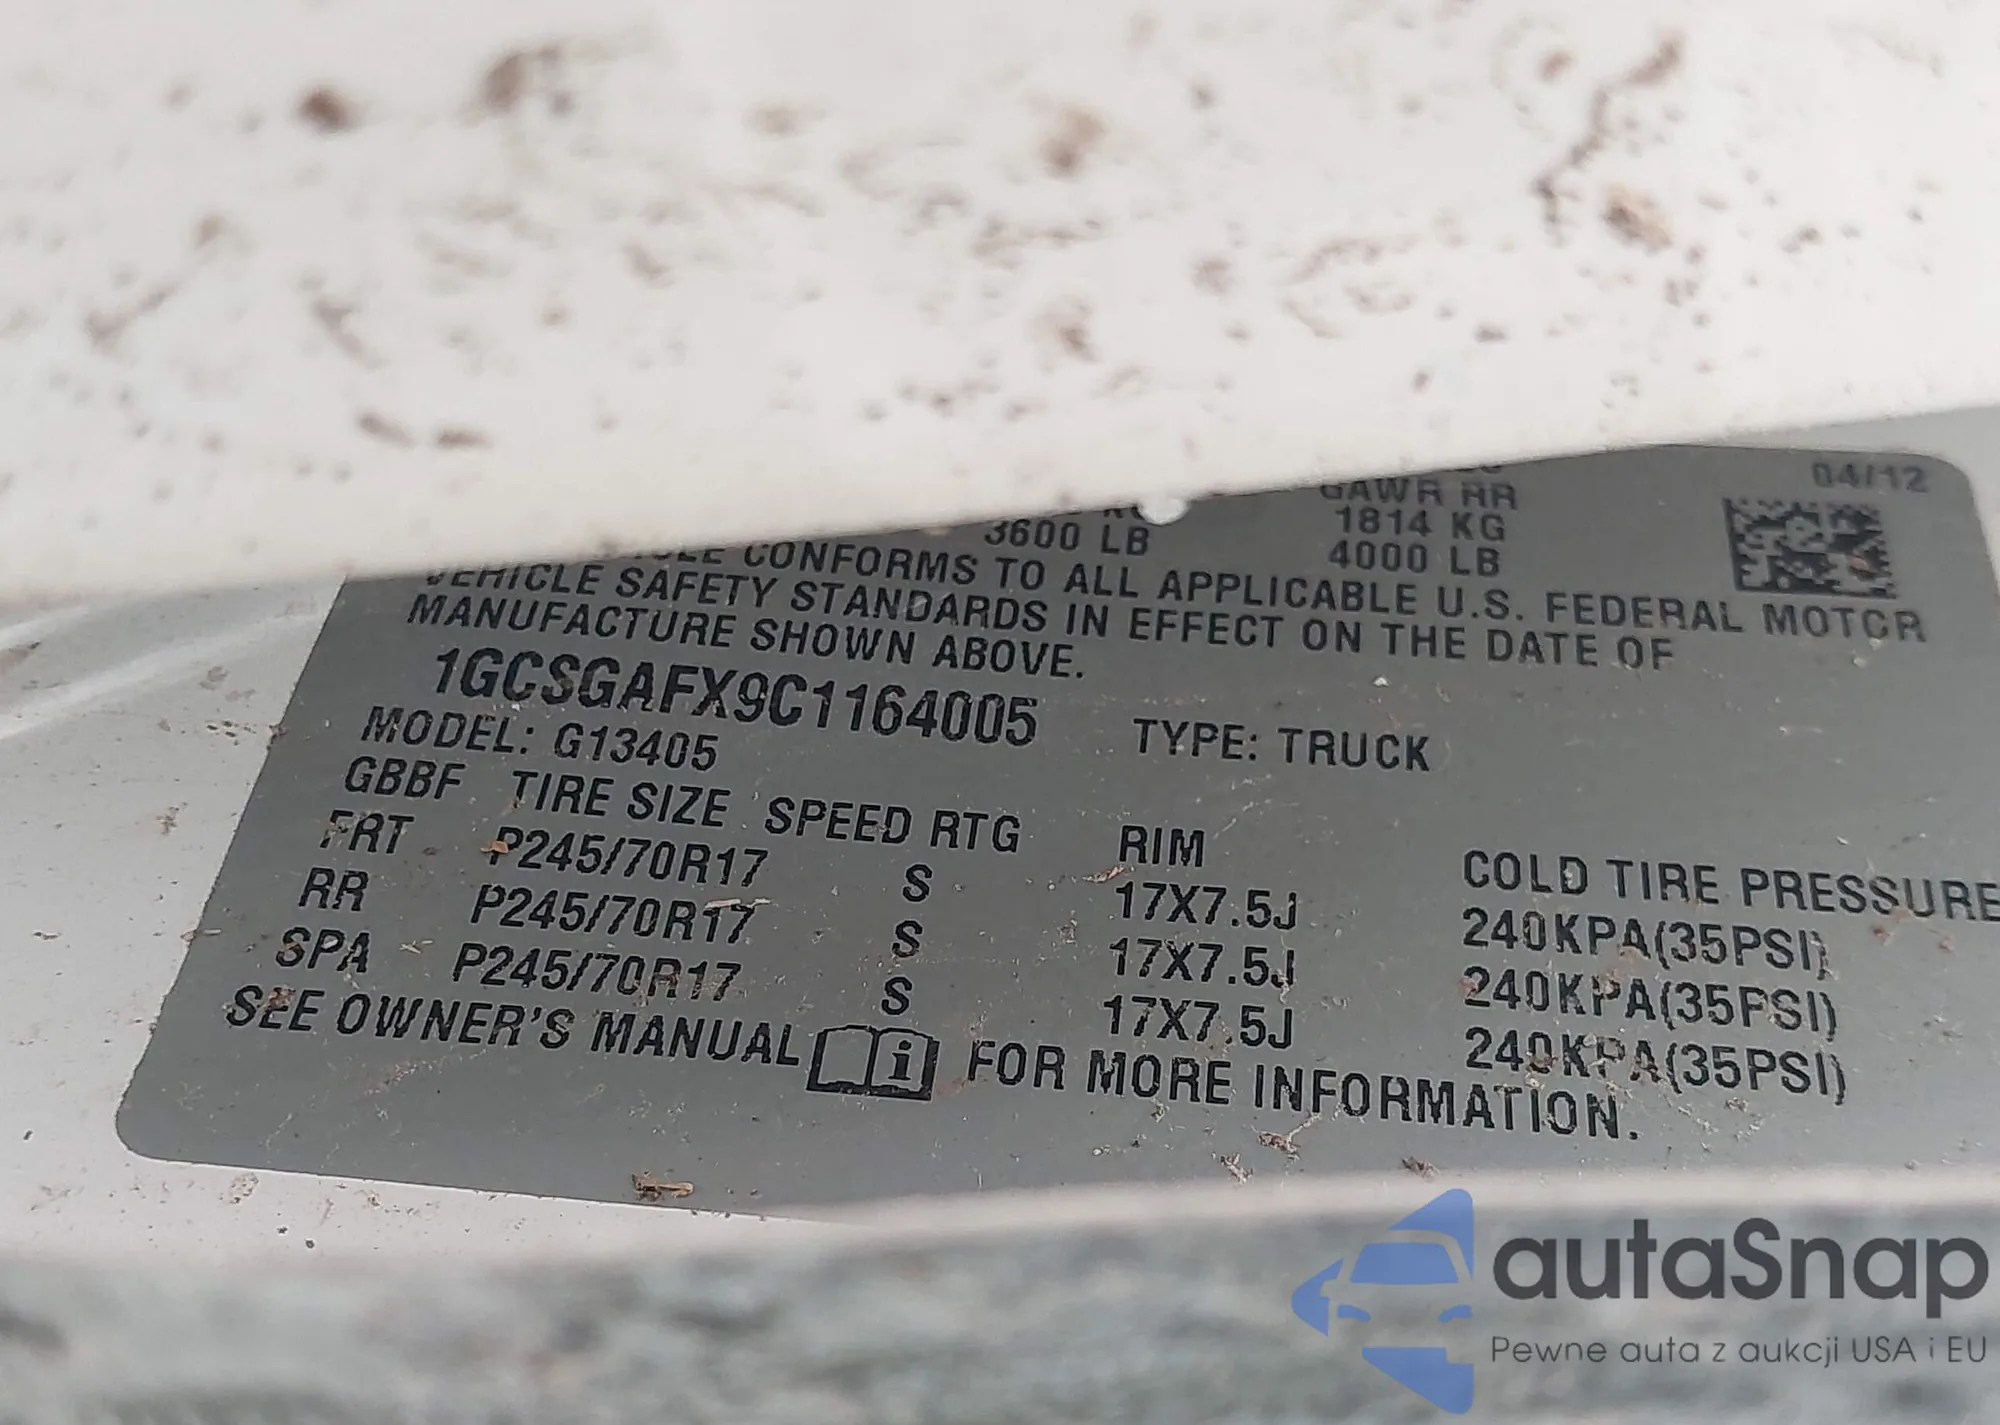 04/12
GAWR RR
1814 KG
3600 LB 4000 LB
CONFORMS TO ALL APPLICABLE U.S. FEDERAL MOTOR
VEHICLE SAFETY STANDARDS IN EFFECT ON THE DATE OF
MANUFACTURE SHOWN ABOVE.
1GCSGAFX9C1164005 TYPE: TRUCK
MODEL: G13405
GBBF TIRE SIZE SPEED RTG RIM COLD TIRE PRESSURE
FRT P245/70R17 S 17X7.5J 240KPA(35PSI)
RR P245/70R17 S 17X7.5J 240KPA(35PSI)
SPA P245/70R17 S 17X7.5J 240KPA(35PSI)
SEE OWNER'S MANUAL i FOR MORE INFORMATION.
autaSnap
Pewne auta z aukcji USA i EU